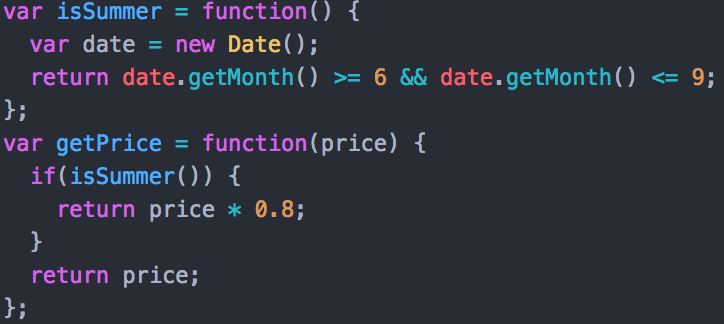 var isSummer = function() {
  var date = new Date();
  return date.getMonth() >= 6 && date.getMonth() <= 9;
};
var getPrice = function(price) {
  if(isSummer()) {
    return price * 0.8;
  }
  return price;
};